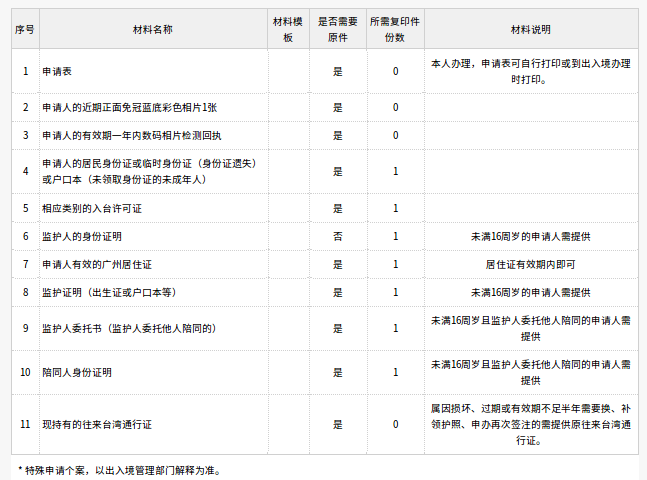 序号 材料名称 材料模板 是否需要原件 所需复印件份数 材料说明
1 申请表 是 0 本人办理，申请表可自行打印或到出入境办理时打印。
2 申请人的近期正面免冠蓝底彩色相片1张 是 0
3 申请人的有效期一年内数码相片检测回执 是 0
4 申请人的居民身份证或临时身份证（身份证遗失）或户口本（未领取身份证的未成年人） 是 1
5 相应类别的入台许可证 是 1
6 监护人的身份证明 否 1 未满16周岁的申请人需提供
7 申请人有效的广州居住证 是 1 居住证有效期内即可
8 监护证明（出生证或户口本等） 是 1 未满16周岁的申请人需提供
9 监护人委托书（监护人委托他人陪同的） 是 1 未满16周岁且监护人委托他人陪同的申请人需提供
10 陪同人身份证明 是 1 未满16周岁且监护人委托他人陪同的申请人需提供
11 现持有的往来台湾通行证 是 0 属因损坏、过期或有效期不足半年需要换、补领护照、申办再次签注的需提供原往来台湾通行证。
* 特殊申请个案，以出入境管理部门解释为准。